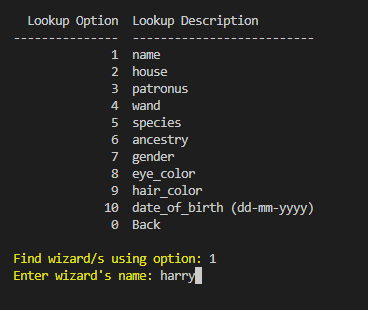 Lookup Option  Lookup Description
---------------  --------------------------
1  name
2  house
3  patronus
4  wand
5  species
6  ancestry
7  gender
8  eye_color
9  hair_color
10  date_of_birth (dd-mm-yyyy)
0  Back
Find wizard/s using option: 1
Enter wizard's name: harry